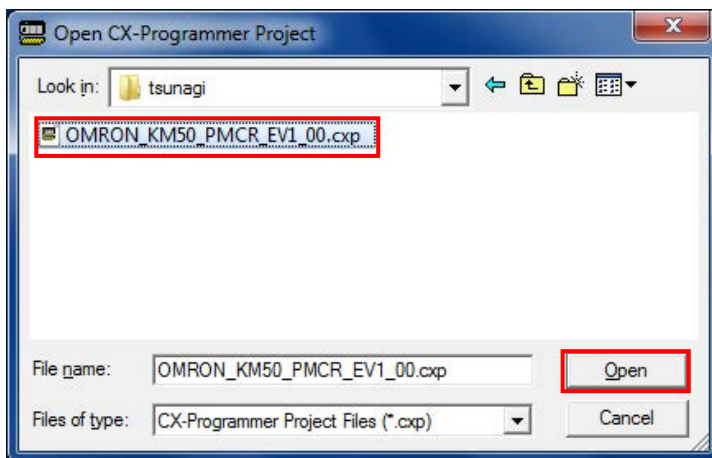 Open CX-Programmer Project
Look in: tsunagi
OMRON_KM50_PMCR_EV1_00.cxp
File name: OMRON_KM50_PMCR_EV1_00.cxp Open
Files of type: CX-Programmer Project Files (*.cxp) Cancel